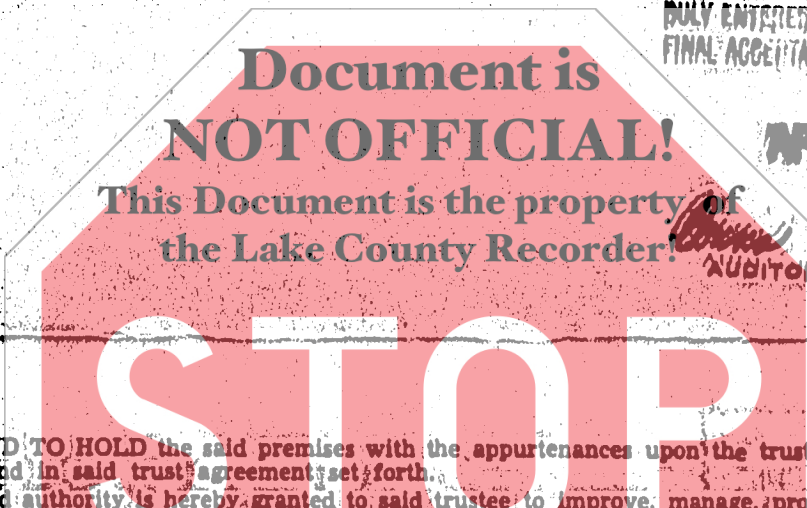 DULY ENTERED
FINAL ACCEPTA
Document is
NOT OFFICIAL!
This Document is the property of
the Lake County Recorder!
AUDITO
STOP
D TO HOLD the said premises with the appurtenances upon the trust
nd in said trust agreement set forth.
d authority is hereby granted to said trustee to improve, manage, pro